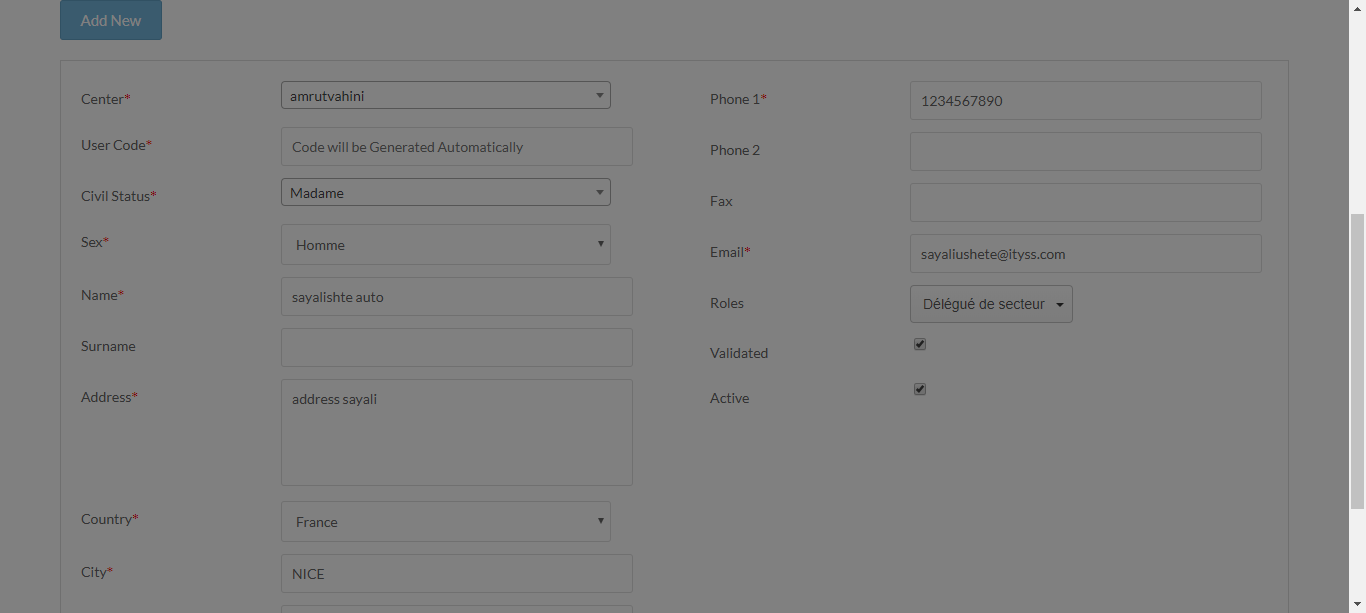 Add New
Center*
amrutvahini
User Code*
Code will be Generated Automatically
Civil Status*
Madame
Sex*
Homme
Name*
sayalishte auto
Surname
Address*
address sayali
Country*
France
City*
NICE
Phone 1*
1234567890
Phone 2
Fax
Email*
sayaliushete@ityss.com
Roles
Délégué de secteur
Validated
Active